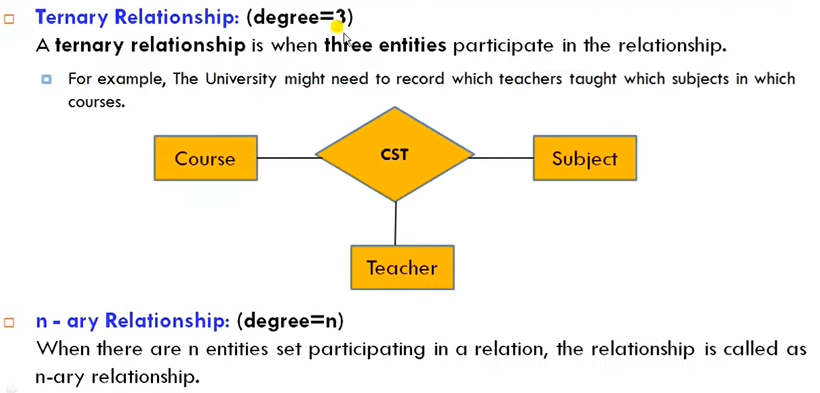 Ternary Relationship: (degree=3)
A ternary relationship is when three entities participate in the relationship.
For example, The University might need to record which teachers taught which subjects in which
courses.
Course
CST
Subject
Teacher
n - ary Relationship: (degree=n)
When there are n entities set participating in a relation, the relationship is called as
n-ary relationship.